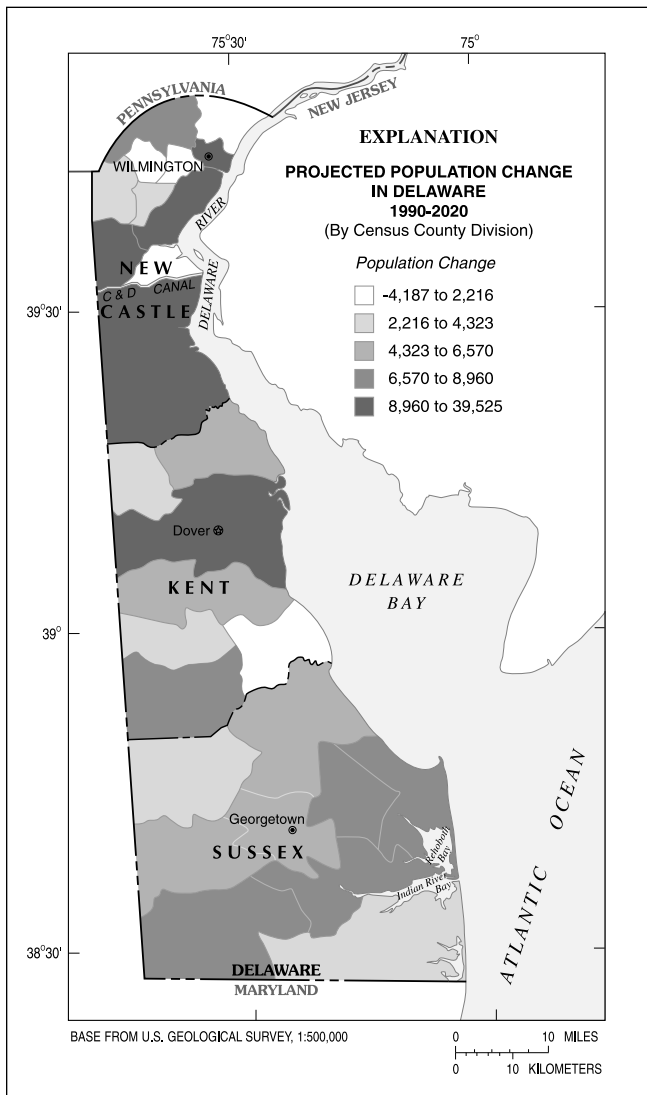 75°30'
75°
PENNSYLVANIA
NEW JERSEY
WILMINGTON
RIVER
DELAWARE
NEW
C & D CANAL
CASTLE
39°30'
EXPLANATION
PROJECTED POPULATION CHANGE
IN DELAWARE
1990-2020
(By Census County Division)
Population Change
-4,187 to 2,216
2,216 to 4,323
4,323 to 6,570
6,570 to 8,960
8,960 to 39,525
Dover
KENT
DELAWARE
BAY
39°
Georgetown
SUSSEX
Rehoboth
Bay
Indian River
Bay
ATLANTIC OCEAN
38°30'
DELAWARE
MARYLAND
BASE FROM U.S. GEOLOGICAL SURVEY, 1:500,000
0 10 MILES
0 10 KILOMETERS